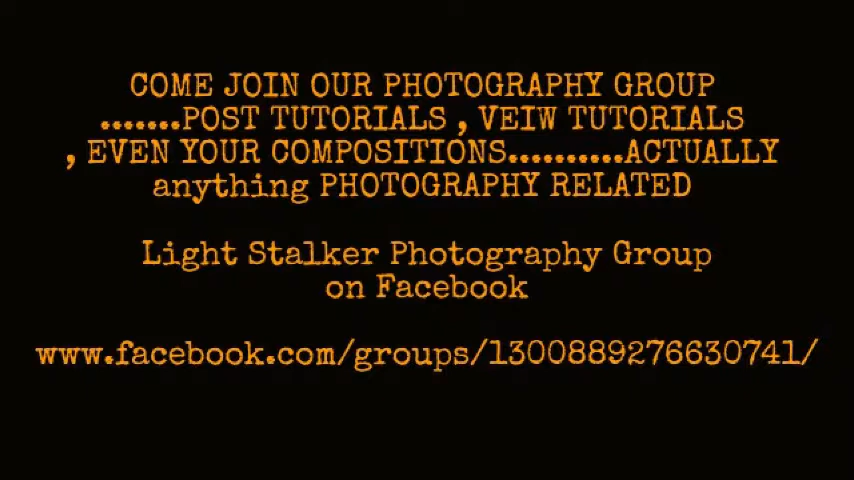 COME JOIN OUR PHOTOGRAPHY GROUP
.......POST TUTORIALS , VEIW TUTORIALS
, EVEN YOUR COMPOSITIONS..........ACTUALLY
anything PHOTOGRAPHY RELATED
Light Stalker Photography Group
on Facebook
www.facebook.com/groups/1300889276630741/